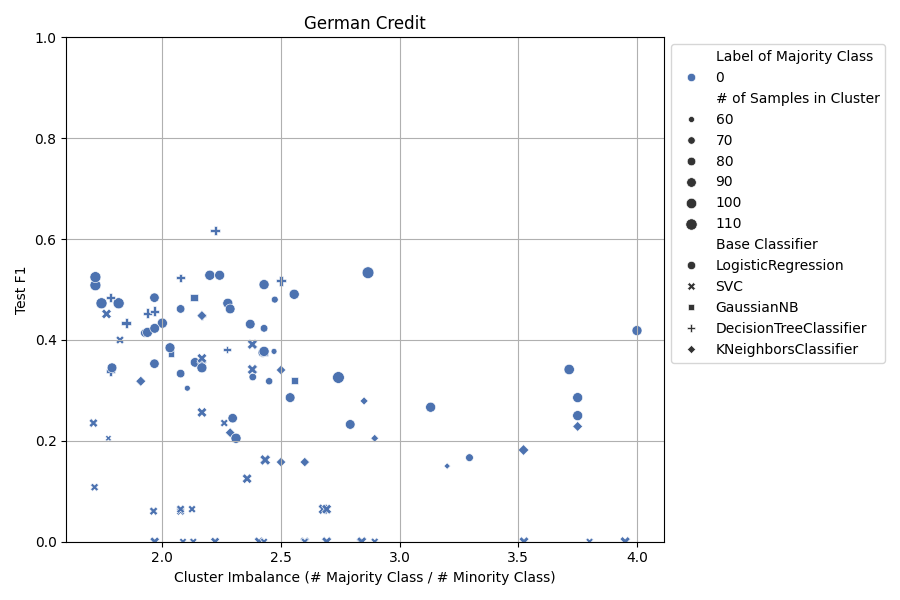 German Credit
1.0
0.8
0.6
0.4
0.2
0.0
Test F1
2.0
2.5
3.0
3.5
4.0
Cluster Imbalance (# Majority Class / # Minority Class)
Label of Majority Class
0
# of Samples in Cluster
60
70
80
90
100
110
Base Classifier
LogisticRegression
SVC
GaussianNB
DecisionTreeClassifier
KNeighborsClassifier